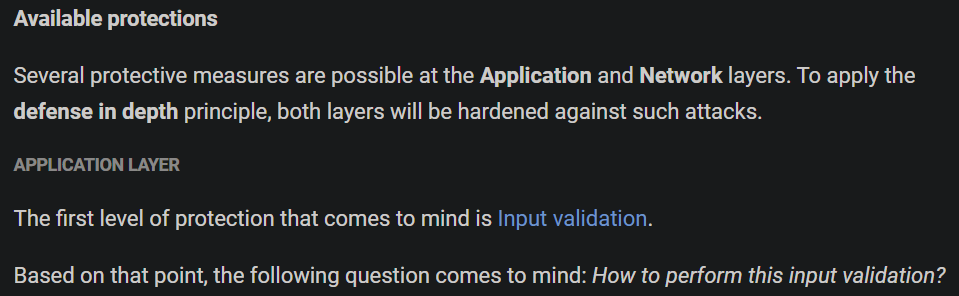 Available protections
Several protective measures are possible at the Application and Network layers. To apply the
defense in depth principle, both layers will be hardened against such attacks.
APPLICATION LAYER
The first level of protection that comes to mind is Input validation.
Based on that point, the following question comes to mind: How to perform this input validation?